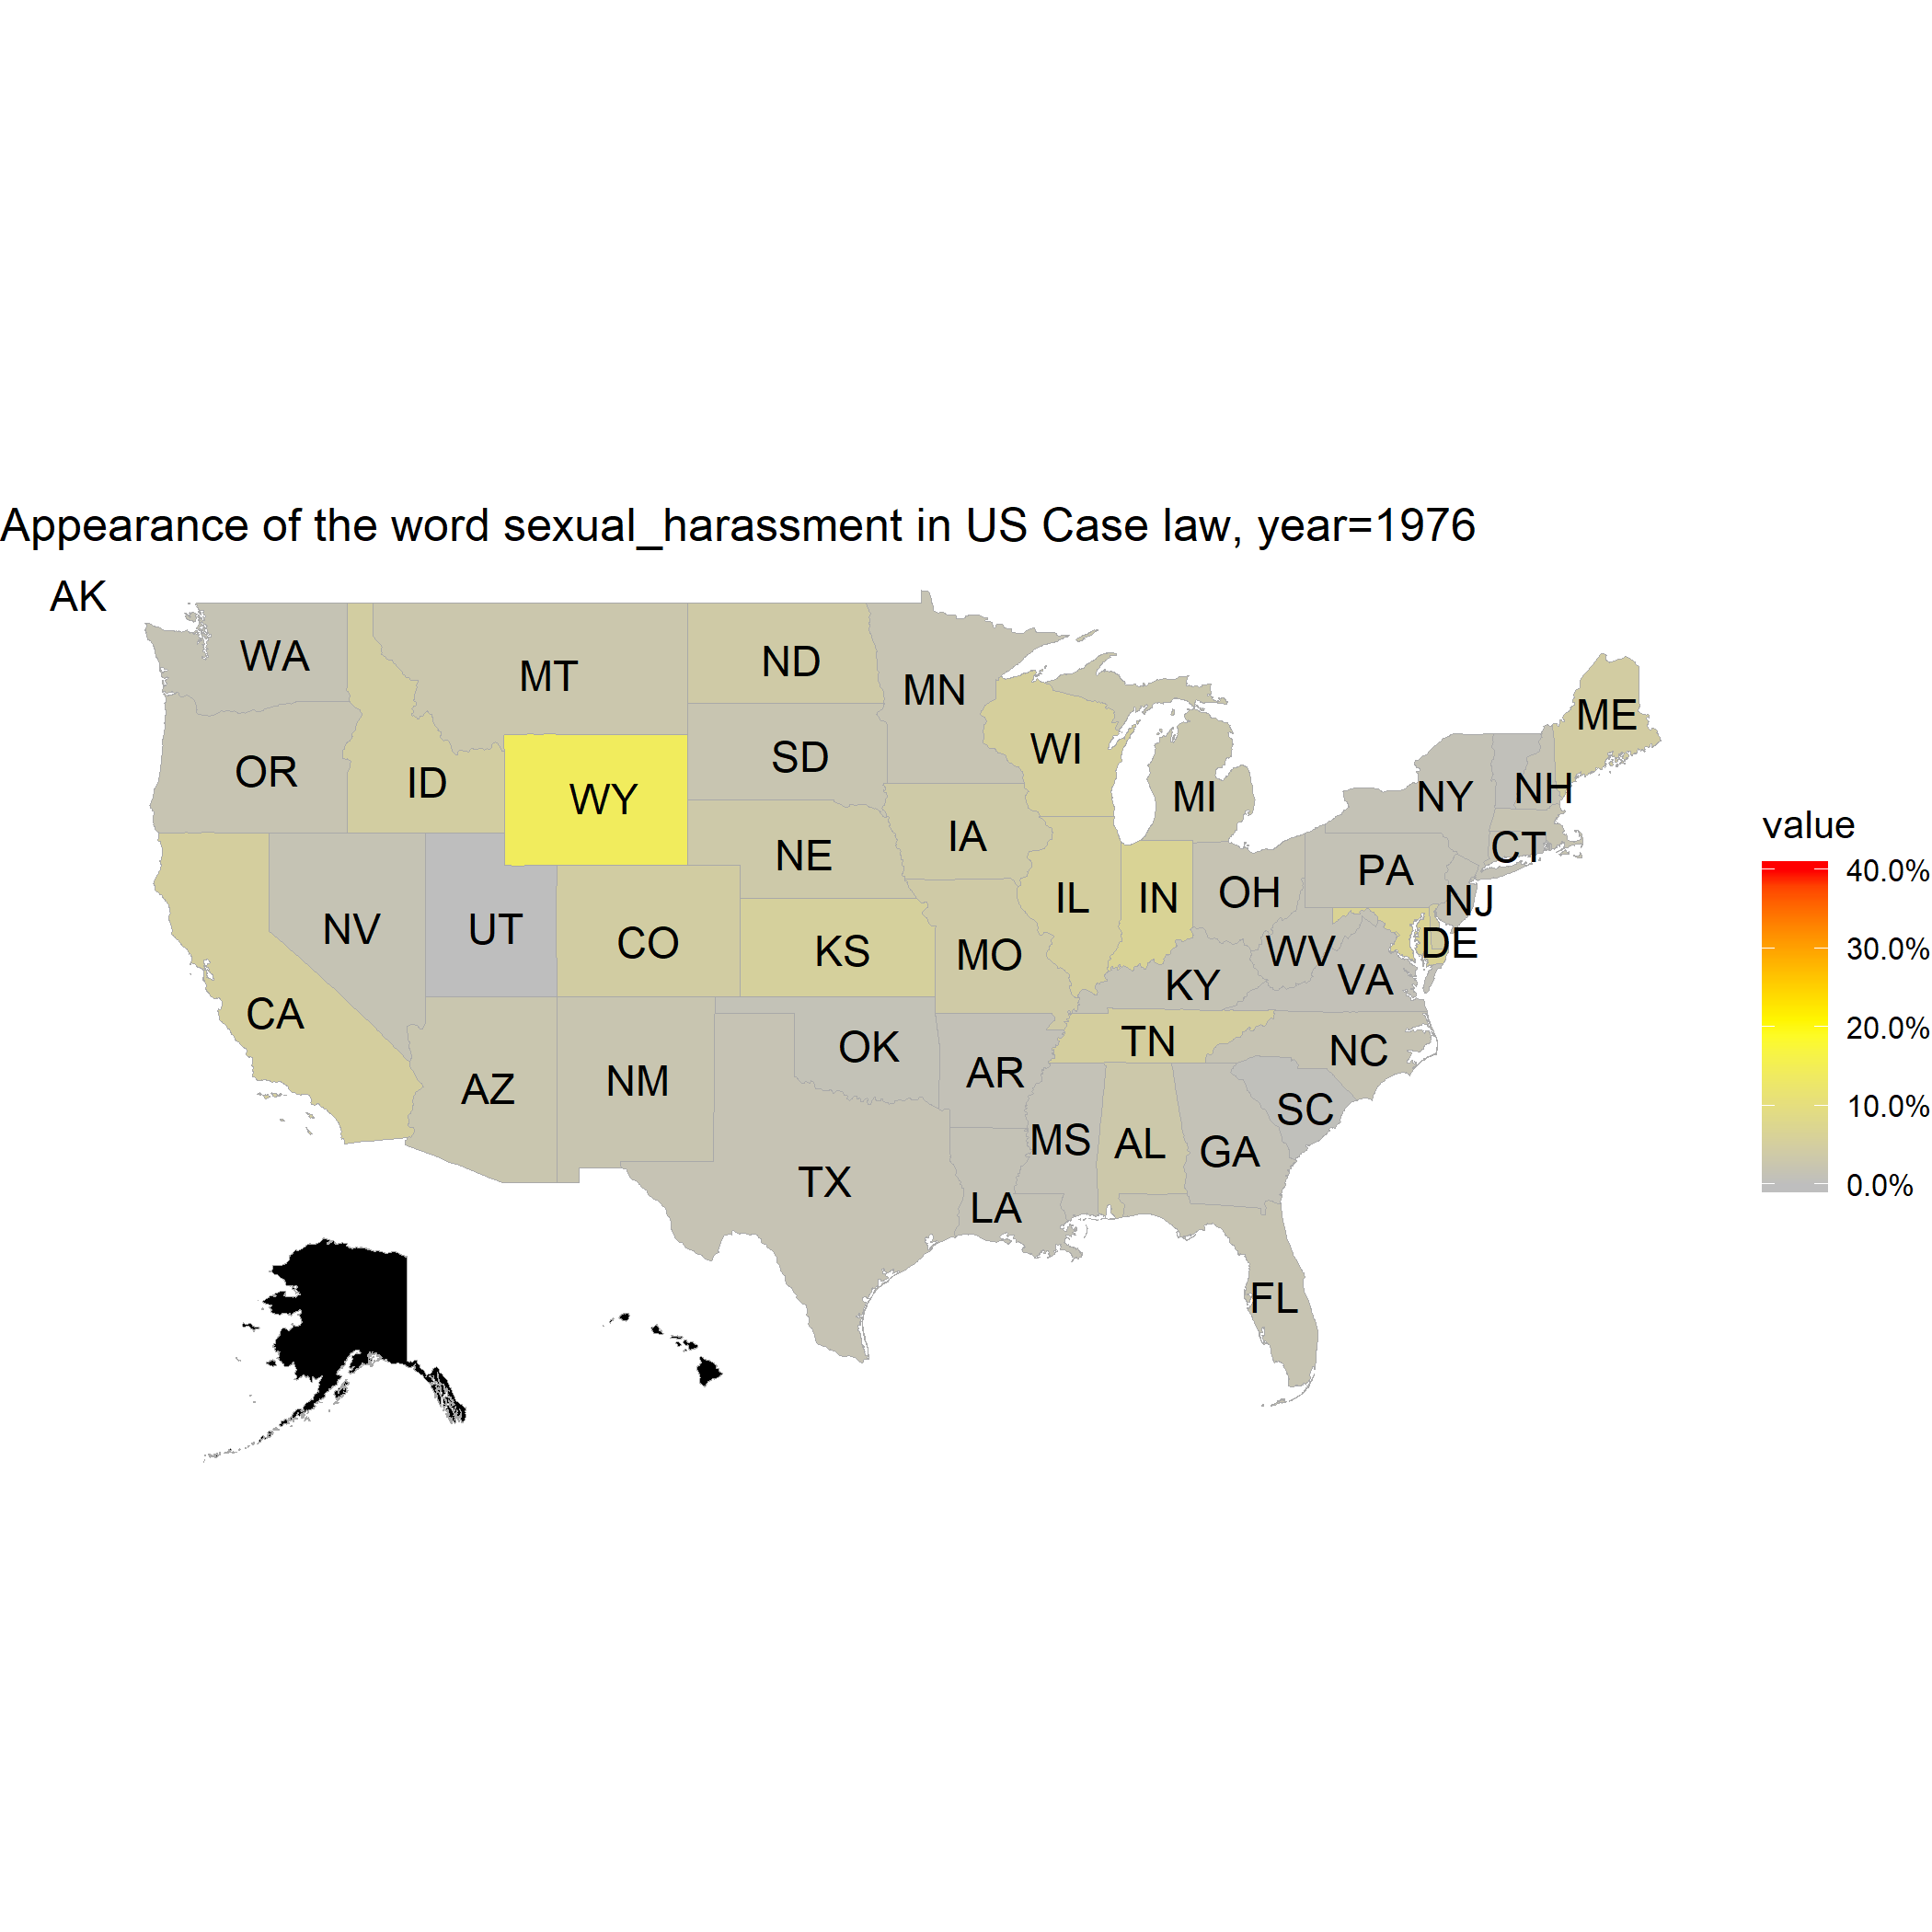 Appearance of the word sexual_harassment in US Case law, year=1976
AK
WA
MT
ND
MN
ME
OR
ID
WY
SD
WI
MI
NY
NH
IA
NE
CT
PA
NV
UT
CO
KS
MO
IL
IN
OH
NJ
WV
DE
KY
VA
CA
AZ
NM
OK
AR
TN
NC
SC
MS
AL
GA
TX
LA
FL
value
40.0%
30.0%
20.0%
10.0%
0.0%